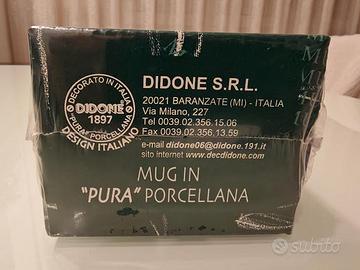 DECORATO IN ITALIA
DIDONE®
1897
"PURA" PORCELLANA
DESIGN ITALIANO
DIDONE S.R.L.
20021 BARANZATE (MI) - ITALIA
Via Milano, 227
Tel 0039.02.356.15.06
Fax 0039.02.356.13.59
e-mail didone06@didone.191.it
sito internet www.decdidone.com
MUG IN
"PURA" PORCELLANA
MUG
subito